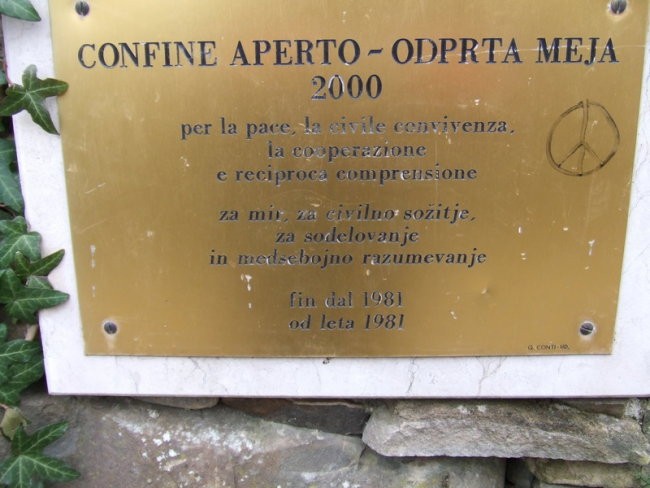 CONFINE APERTO - ODPRTA MEJA
2000
per la pace, la civile convivenza,
la cooperazione
e reciproca comprensione
za mir, za civilno sožitje,
za sodelovanje
in medsebojno razumevanje
fin dal 1981
od leta 1981